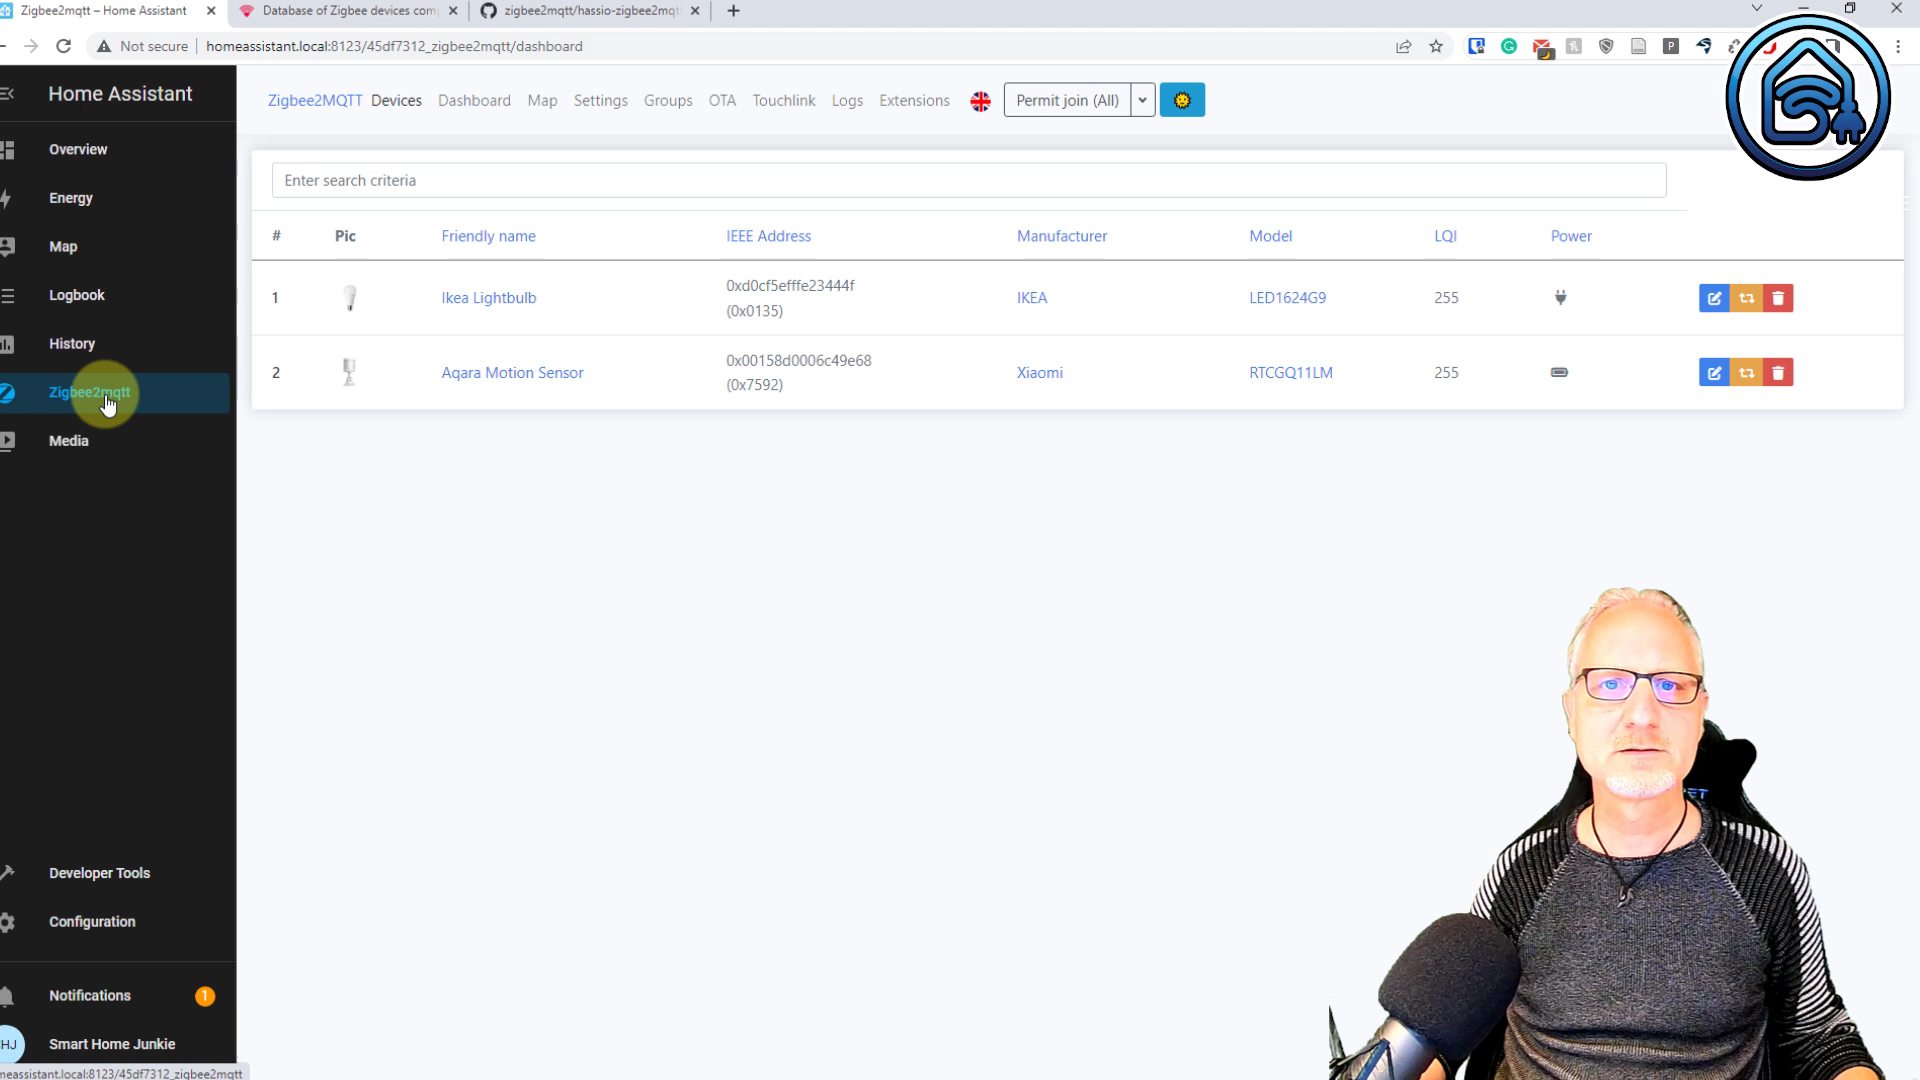 Zigbee2mqtt – Home Assistant
Database of Zigbee devices com
zigbee2mqtt/hassio-zigbee2mq
Not secure
homeassistant.local:8123/45df7312_zigbee2mqtt/dashboard
Home Assistant
Zigbee2MQTT Devices Dashboard Map Settings Groups OTA Touchlink Logs Extensions
Permit join (All)
Overview
Energy
Map
Logbook
History
Zigbee2mqtt
Media
Developer Tools
Configuration
Notifications
1
HJ
Smart Home Junkie
meassistant.local:8123/45df7312_zigbee2mqtt
Enter search criteria
# Pic Friendly name IEEE Address Manufacturer Model LQI Power
1 Ikea Lightbulb 0xd0cf5efffe23444f IKEA LED1624G9 255
(0x0135)
2 Aqara Motion Sensor 0x00158d0006c49e68 Xiaomi RTCGQ11LM 255
(0x7592)